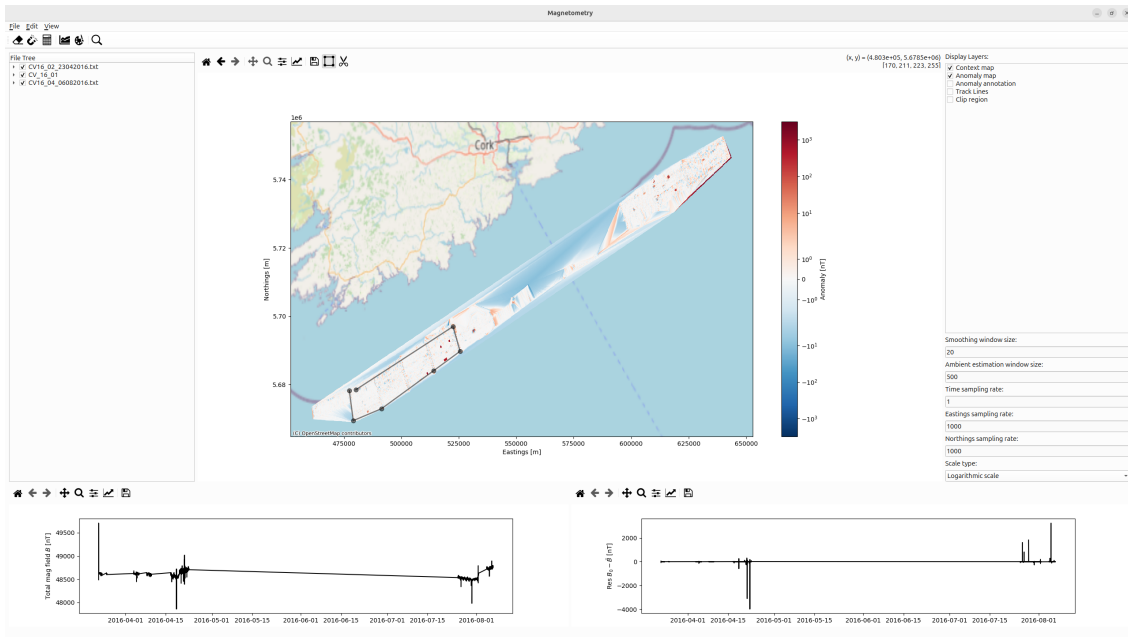 Magnetometry
File Edit View
File Tree
CV16_02_23042016.txt
CV_16_01
CV16_04_06082016.txt
(x, y) = (4.803e+05, 5.6785e+06)
[170, 211, 223, 255]
Display Layers:
Context map
Anomaly map
Anomaly annotation
Track Lines
Clip region
1e6
Cork
5.74
5.72
5.70
5.68
Northings [m]
(C) OpenStreetMap contributors
475000 500000 525000 550000 575000 600000 625000 650000
Eastings [m]
10³
10²
10¹
10⁰
0
−10⁰
−10¹
−10²
−10³
Anomaly [nT]
Smoothing window size:
20
Ambient estimation window size:
500
Time sampling rate:
1
Eastings sampling rate:
1000
Northings sampling rate:
1000
Scale type:
Logarithmic scale
Total mag field B [nT]
49500
49000
48500
48000
2016-04-01 2016-04-15 2016-05-01 2016-05-15 2016-06-01 2016-06-15 2016-07-01 2016-07-15 2016-08-01
2000
0
−2000
−4000
2016-04-01 2016-04-15 2016-05-01 2016-05-15 2016-06-01 2016-06-15 2016-07-01 2016-07-15 2016-08-01